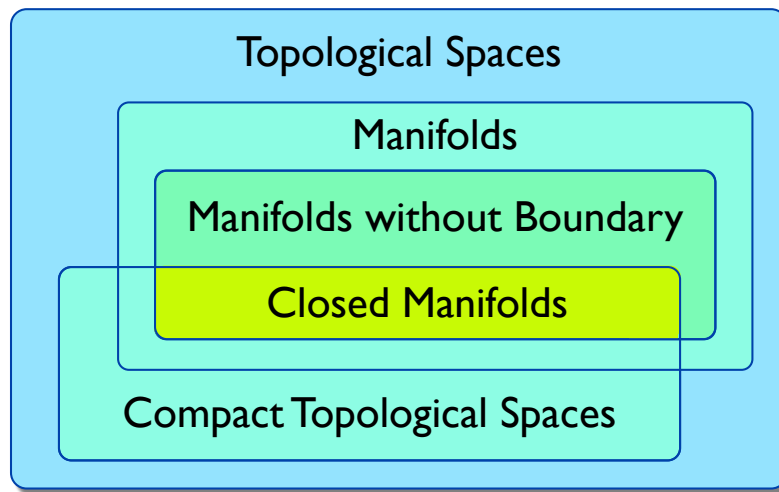 Topological Spaces
Manifolds
Manifolds without Boundary
Closed Manifolds
Compact Topological Spaces